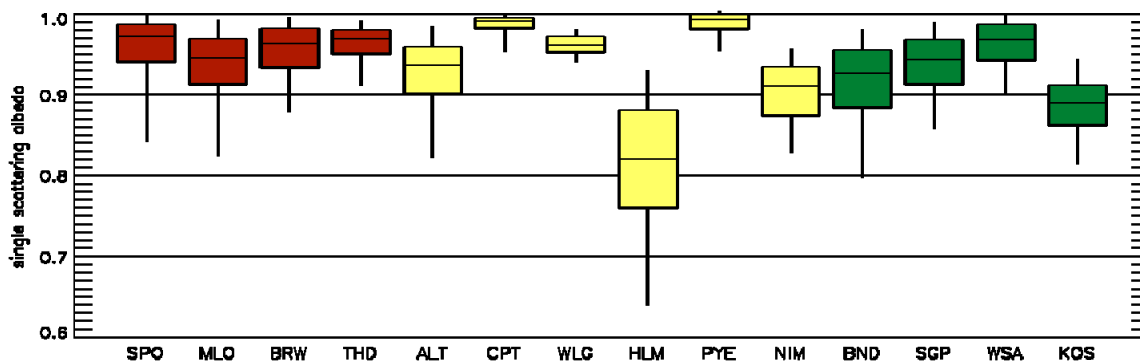 single scattering albedo
1.0
0.9
0.8
0.7
0.6
SPO MLO BRW THD ALT CPT WLG HLM PYE NIM BND SGP WSA KOS